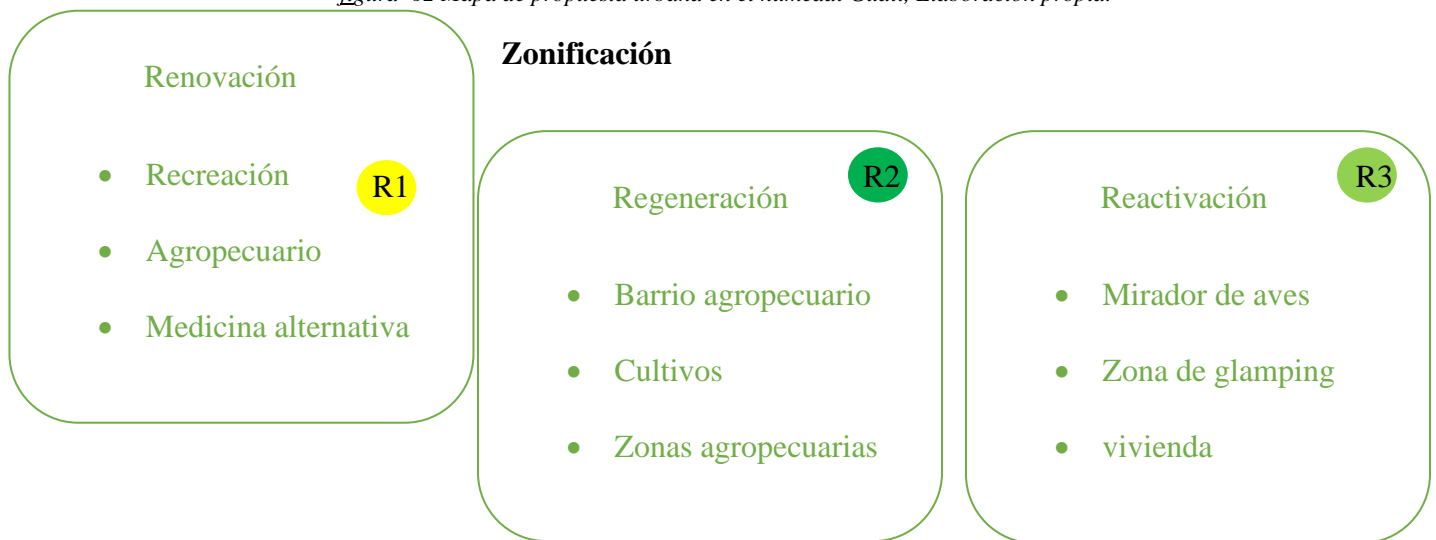 Zonificación
Renovación
R1
• Recreación
• Agropecuario
• Medicina alternativa
R2
Regeneración
• Barrio agropecuario
• Cultivos
• Zonas agropecuarias
R3
Reactivación
• Mirador de aves
• Zona de glamping
• vivienda